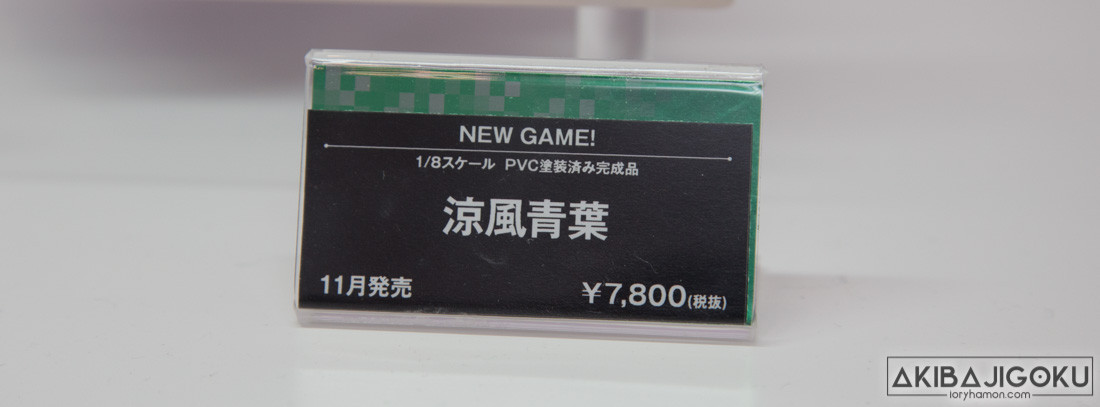 NEW GAME!
1/8スケール PVC塗装済み完成品
涼風青葉
11月発売 ¥7,800(税抜)
AKIBAJIGOKU
ioryhamon.com